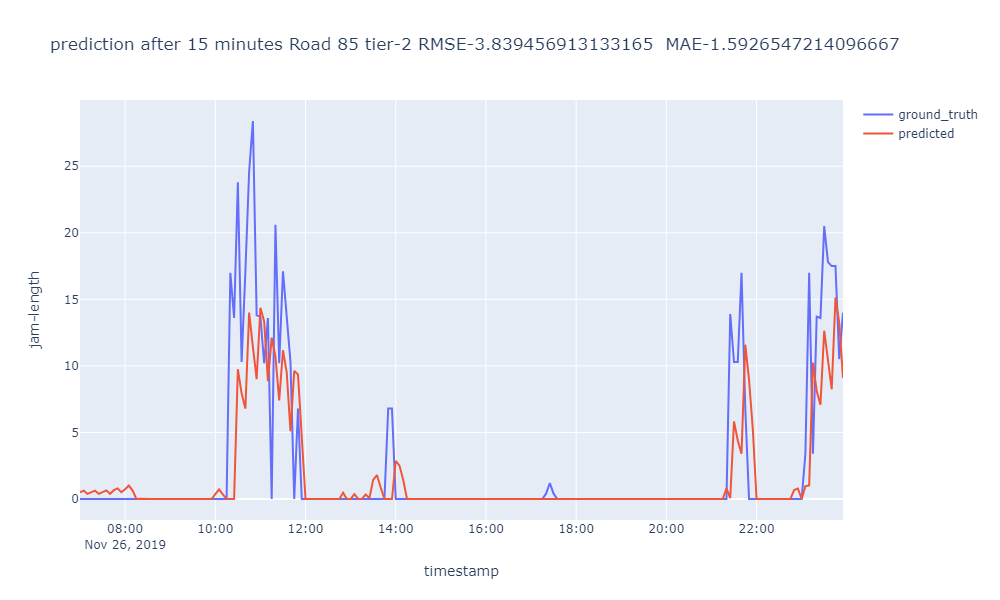 prediction after 15 minutes Road 85 tier-2 RMSE-3.839456913133165  MAE-1.5926547214096667
ground_truth
predicted
25
20
15
10
5
0
jam-length
08:00 10:00 12:00 14:00 16:00 18:00 20:00 22:00
Nov 26, 2019
timestamp